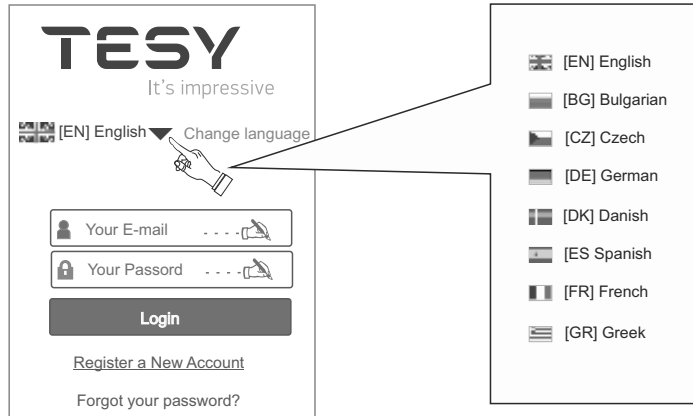 TESY
It's impressive
[EN] English Change language
Your E-mail - - - -
Your Passord - - - -
Login
Register a New Account
Forgot your password?
[EN] English
[BG] Bulgarian
[CZ] Czech
[DE] German
[DK] Danish
[ES Spanish
[FR] French
[GR] Greek